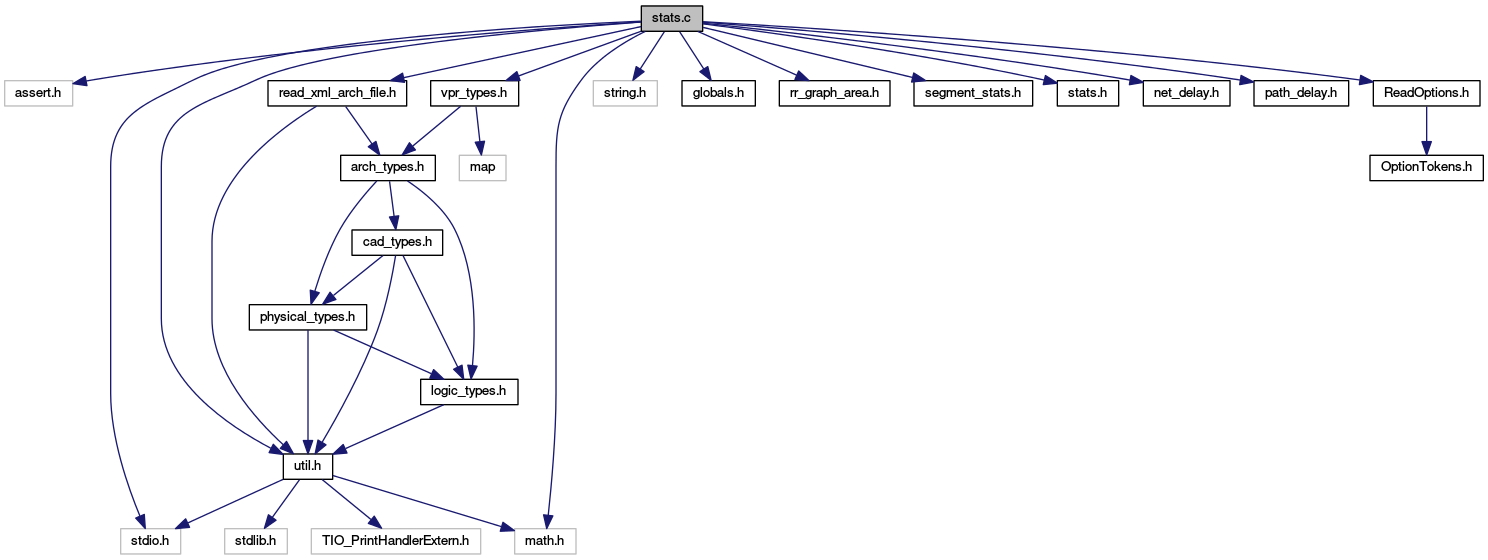 stats.c
assert.h
read_xml_arch_file.h
vpr_types.h
string.h
globals.h
rr_graph_area.h
segment_stats.h
stats.h
net_delay.h
path_delay.h
ReadOptions.h
arch_types.h
map
OptionTokens.h
cad_types.h
physical_types.h
logic_types.h
util.h
stdio.h
stdlib.h
TIO_PrintHandlerExtern.h
math.h